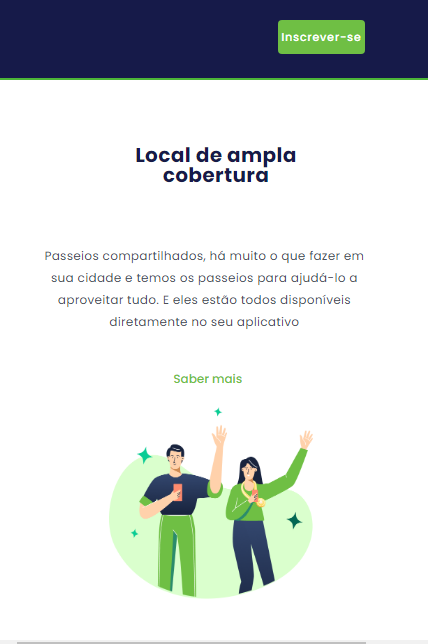 Inscrever-se
Local de ampla
cobertura
Passeios compartilhados, há muito o que fazer em
sua cidade e temos os passeios para ajudá-lo a
aproveitar tudo. E eles estão todos disponíveis
diretamente no seu aplicativo
Saber mais